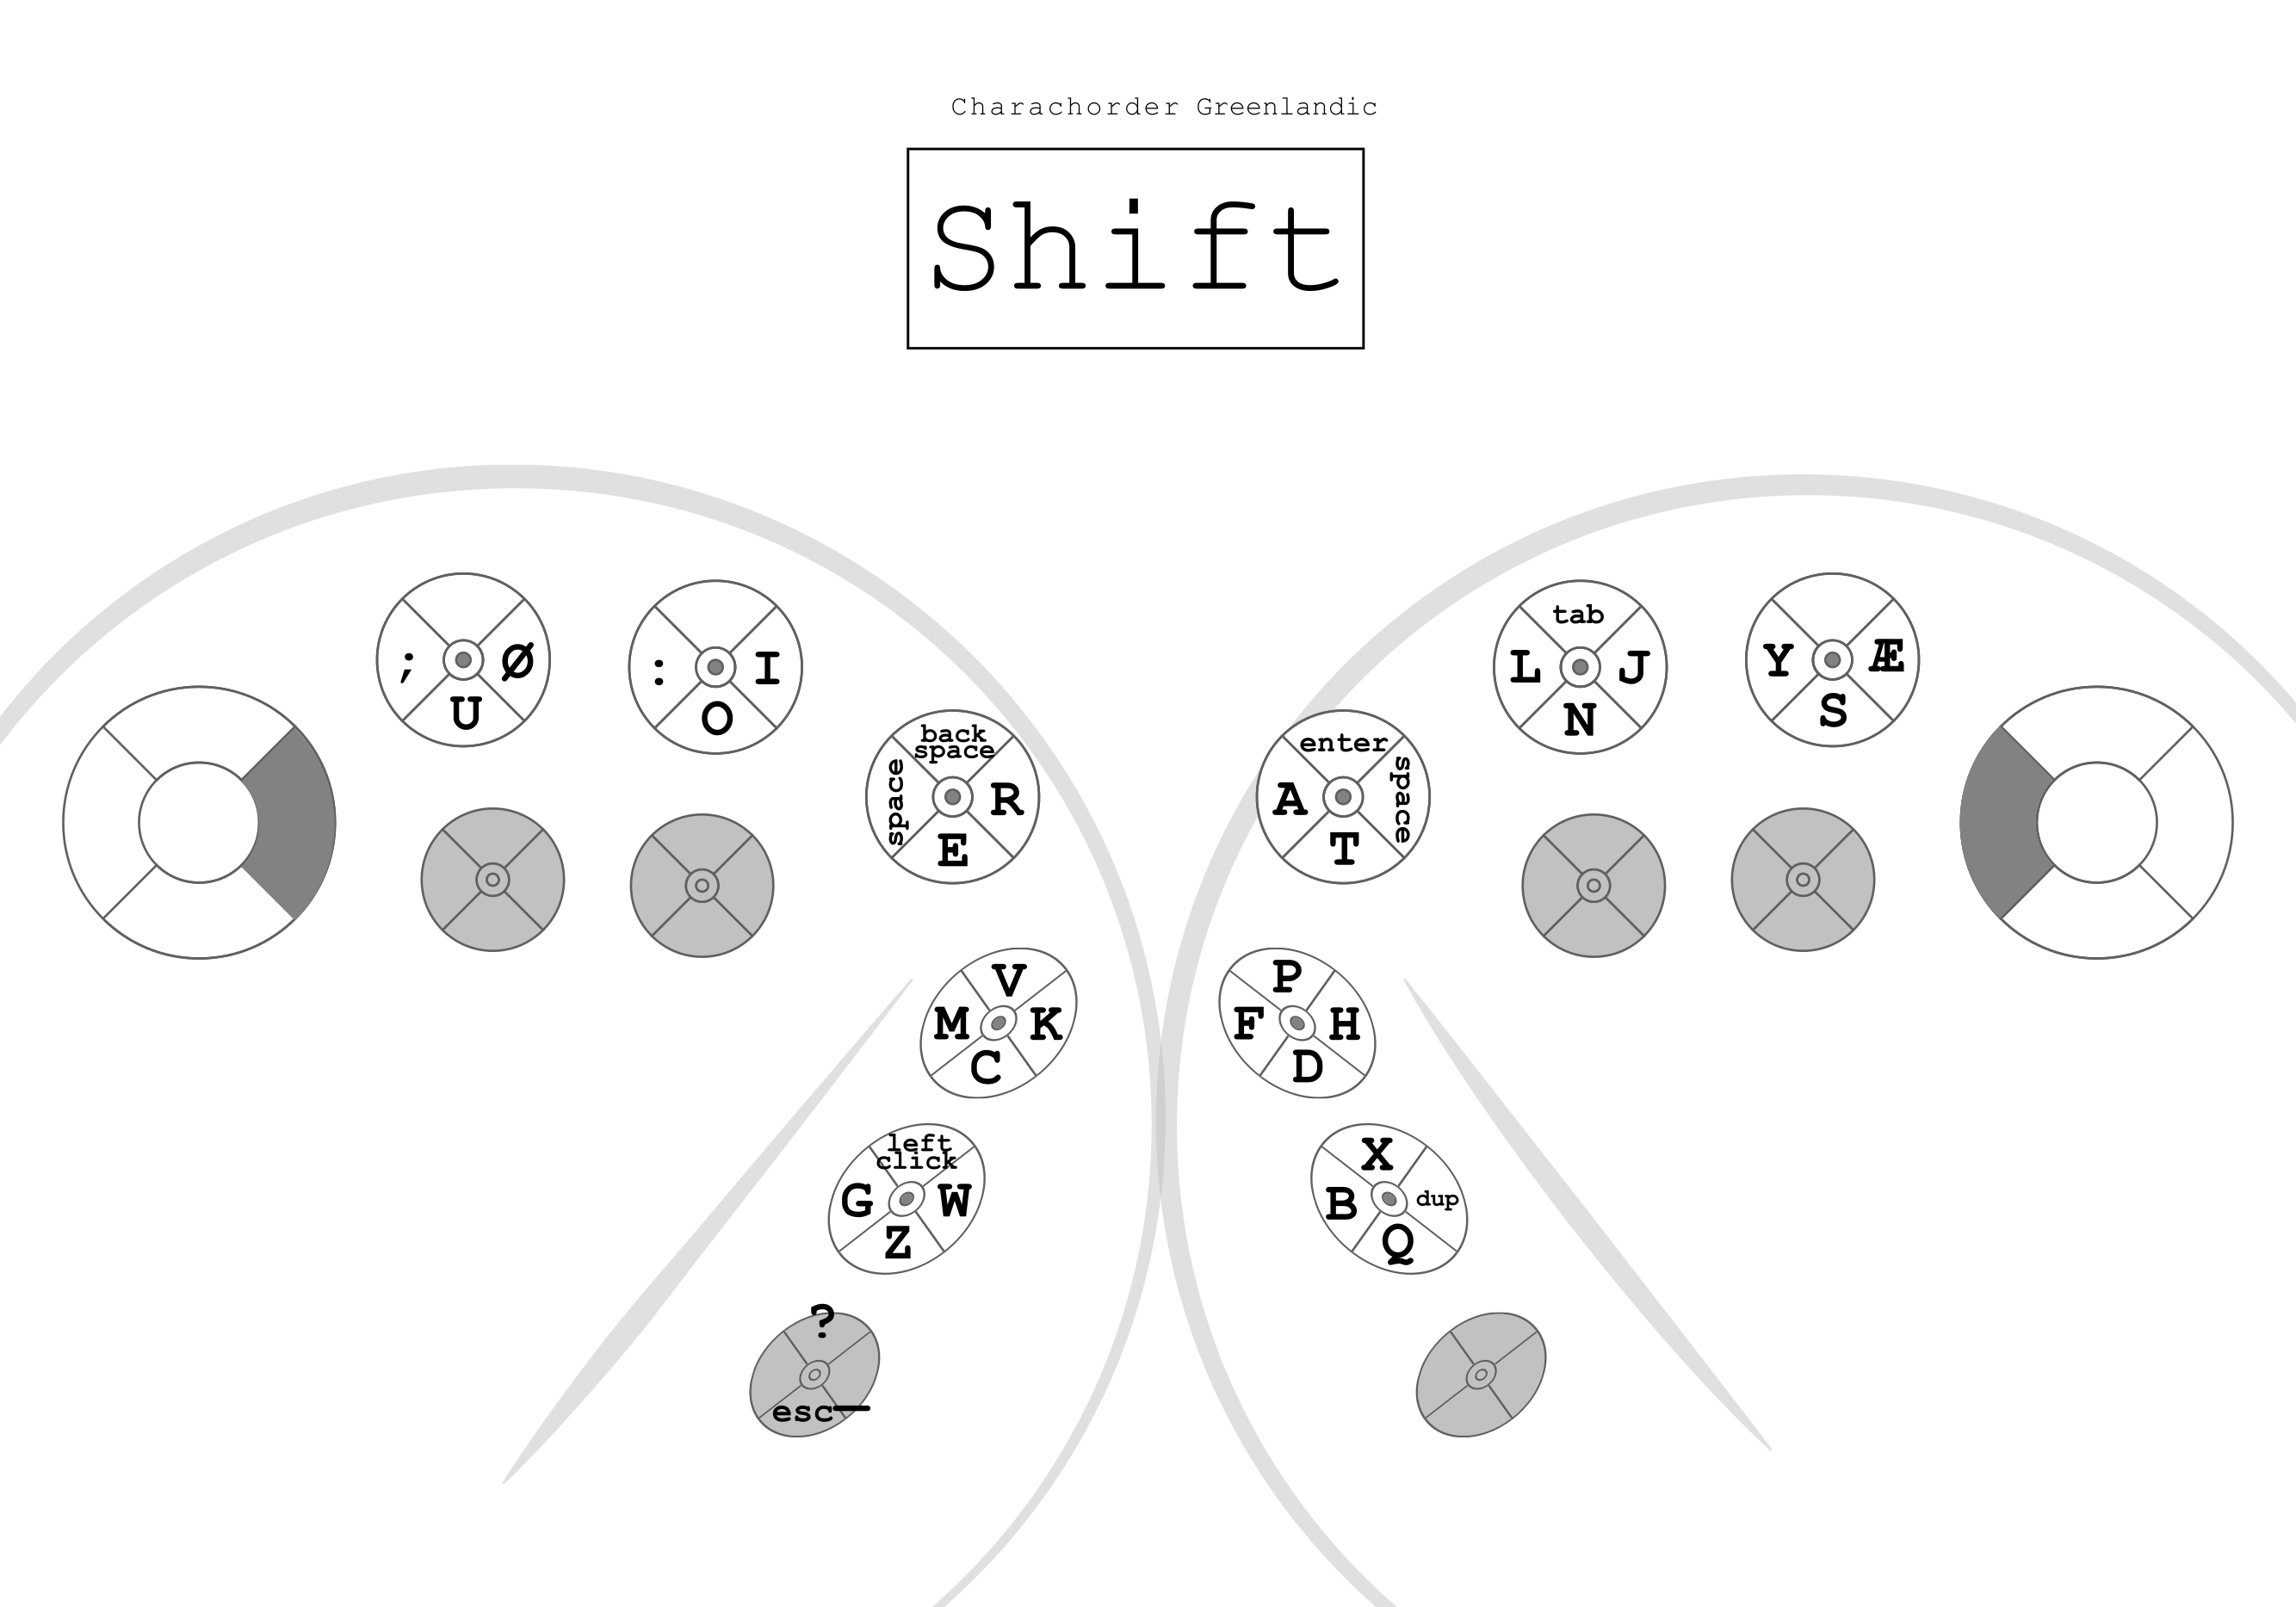 Charachorder Greenlandic
Shift
; Ø U
: I O
back
space
space R E
enter
A space T
tab
L J N
Y Æ S
V M K C
P F H D
left
click
G W Z
X B dup Q
?
esc—